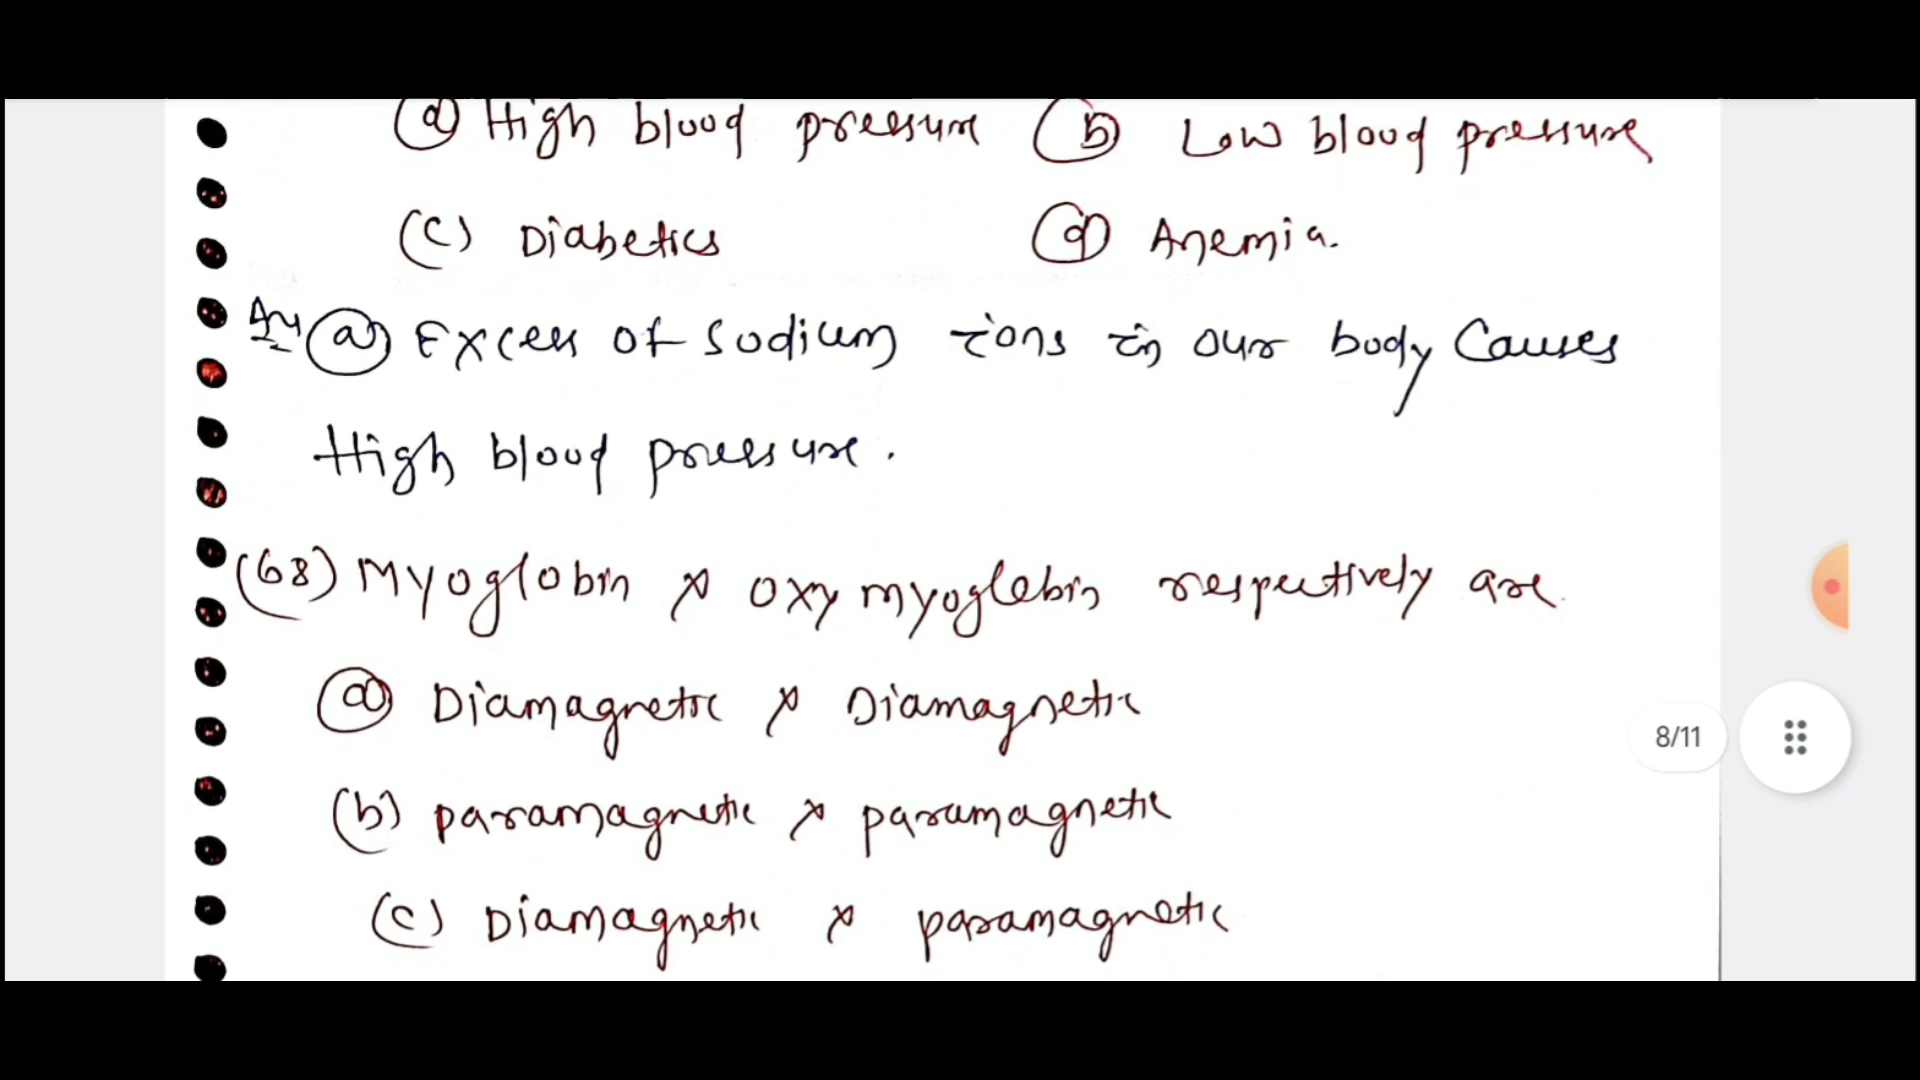 (a) High blood pressure (b) Low blood pressure
(c) Diabetics (d) Anemia.
Ans (a) Excess of sodium ions in our body causes
High blood pressure.
(68) Myoglobin & oxy myoglobin respectively are
(a) Diamagnetic & Diamagnetic
(b) paramagnetic & paramagnetic
(c) Diamagnetic & paramagnetic
8/11